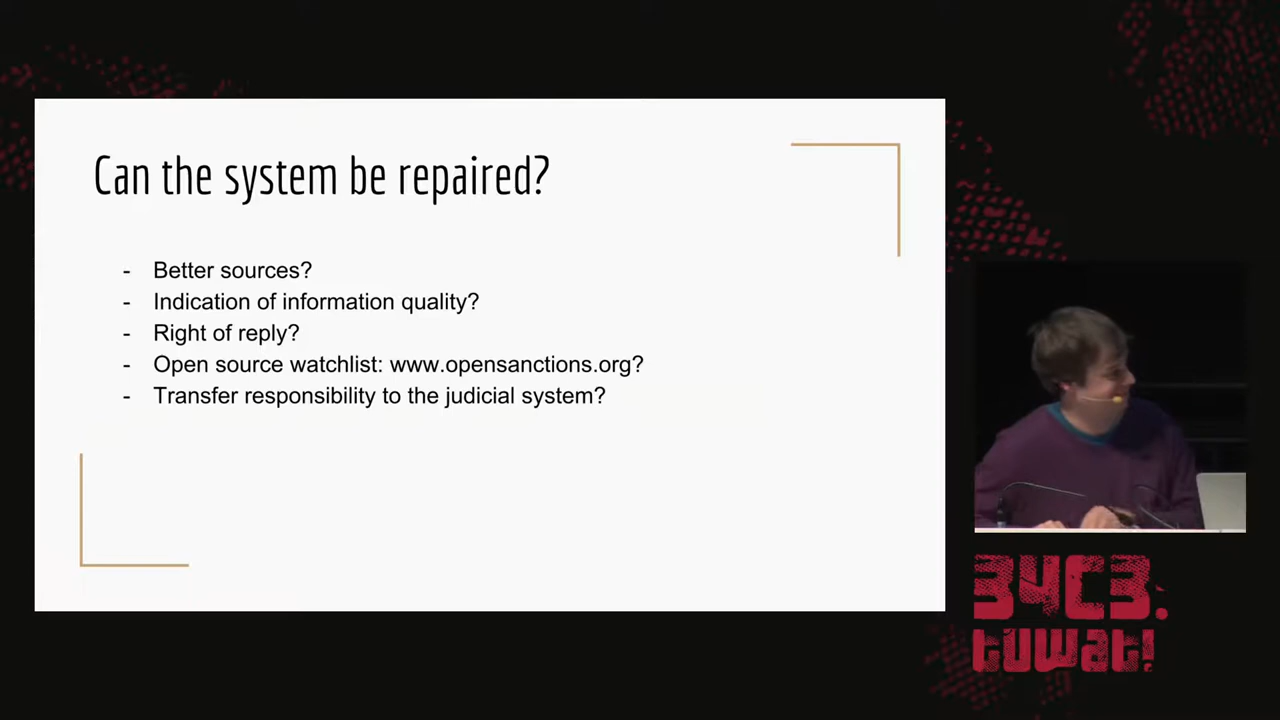 Can the system be repaired?
- Better sources?
- Indication of information quality?
- Right of reply?
- Open source watchlist: www.opensanctions.org?
- Transfer responsibility to the judicial system?
34C3.
tuwat!